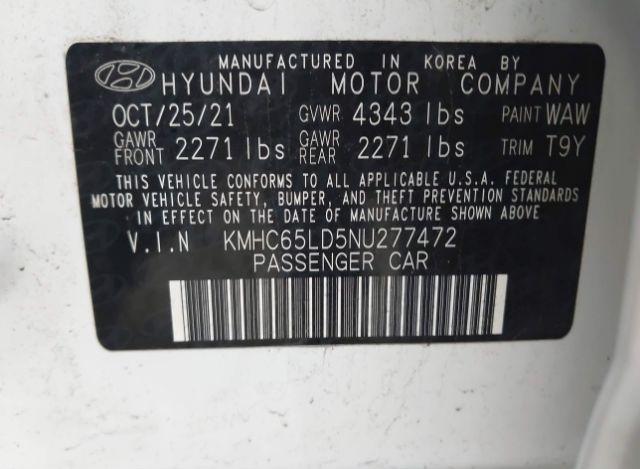 MANUFACTURED IN KOREA BY
HYUNDAI MOTOR COMPANY
OCT/25/21 GVWR 4343 lbs PAINT WAW
GAWR FRONT 2271 lbs GAWR REAR 2271 lbs TRIM T9Y
THIS VEHICLE CONFORMS TO ALL APPLICABLE U.S.A. FEDERAL
MOTOR VEHICLE SAFETY, BUMPER, AND THEFT PREVENTION
STANDARDS IN EFFECT ON THE DATE OF MANUFACTURE SHOWN ABOVE
V.I.N KMHC65LD5NU277472
PASSENGER CAR